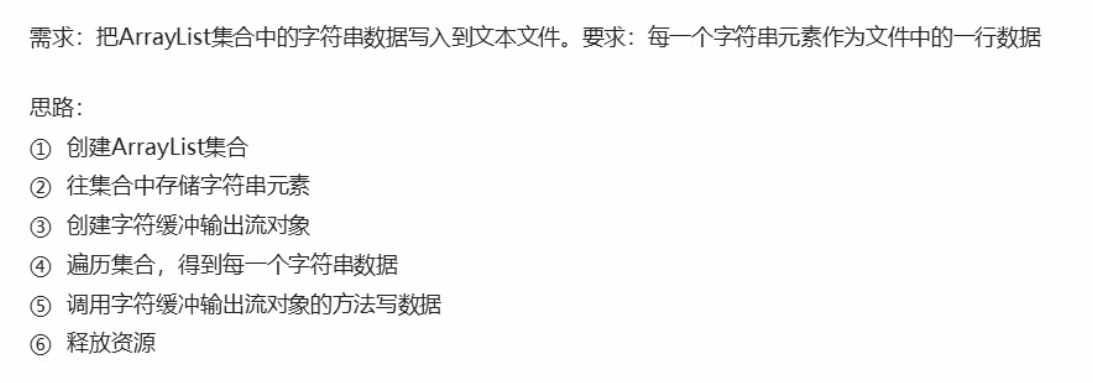 需求：把ArrayList集合中的字符串数据写入到文本文件。要求：每一个字符串元素作为文件中的一行数据
思路：
① 创建ArrayList集合
② 往集合中存储字符串元素
③ 创建字符缓冲输出流对象
④ 遍历集合，得到每一个字符串数据
⑤ 调用字符缓冲输出流对象的方法写数据
⑥ 释放资源